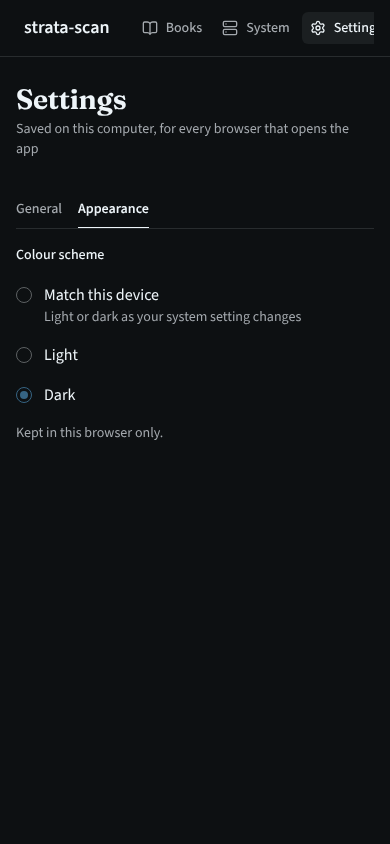 strata-scan
Books
System
Setting
Settings
Saved on this computer, for every browser that opens the
app
General
Appearance
Colour scheme
Match this device
Light or dark as your system setting changes
Light
Dark
Kept in this browser only.